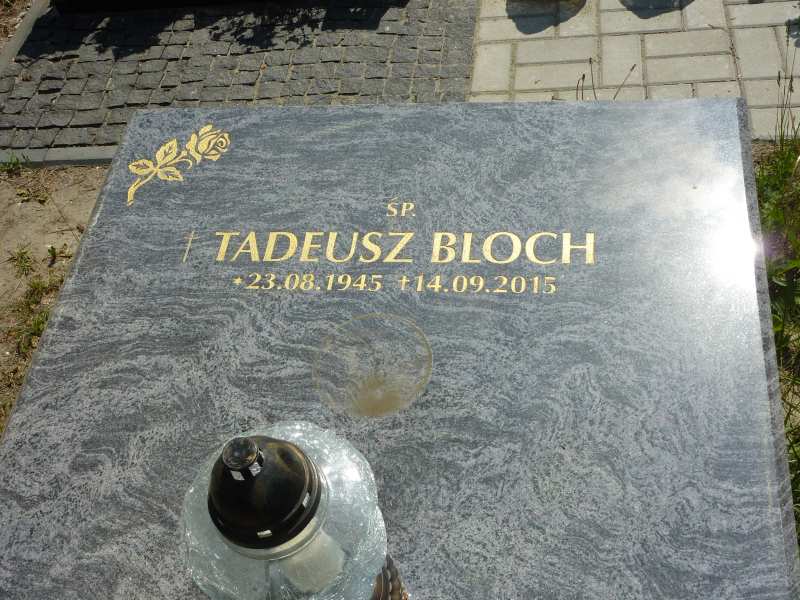 ŚP.
† TADEUSZ BLOCH
*23.08.1945 †14.09.2015